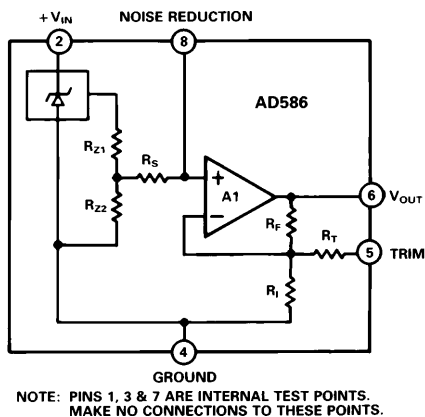 + VIN
NOISE REDUCTION
2
8
AD586
RZ1
RS
+
A1
RZ2
−
RF
6
VOUT
RT
5
TRIM
RI
4
GROUND
NOTE: PINS 1, 3 & 7 ARE INTERNAL TEST POINTS.
MAKE NO CONNECTIONS TO THESE POINTS.